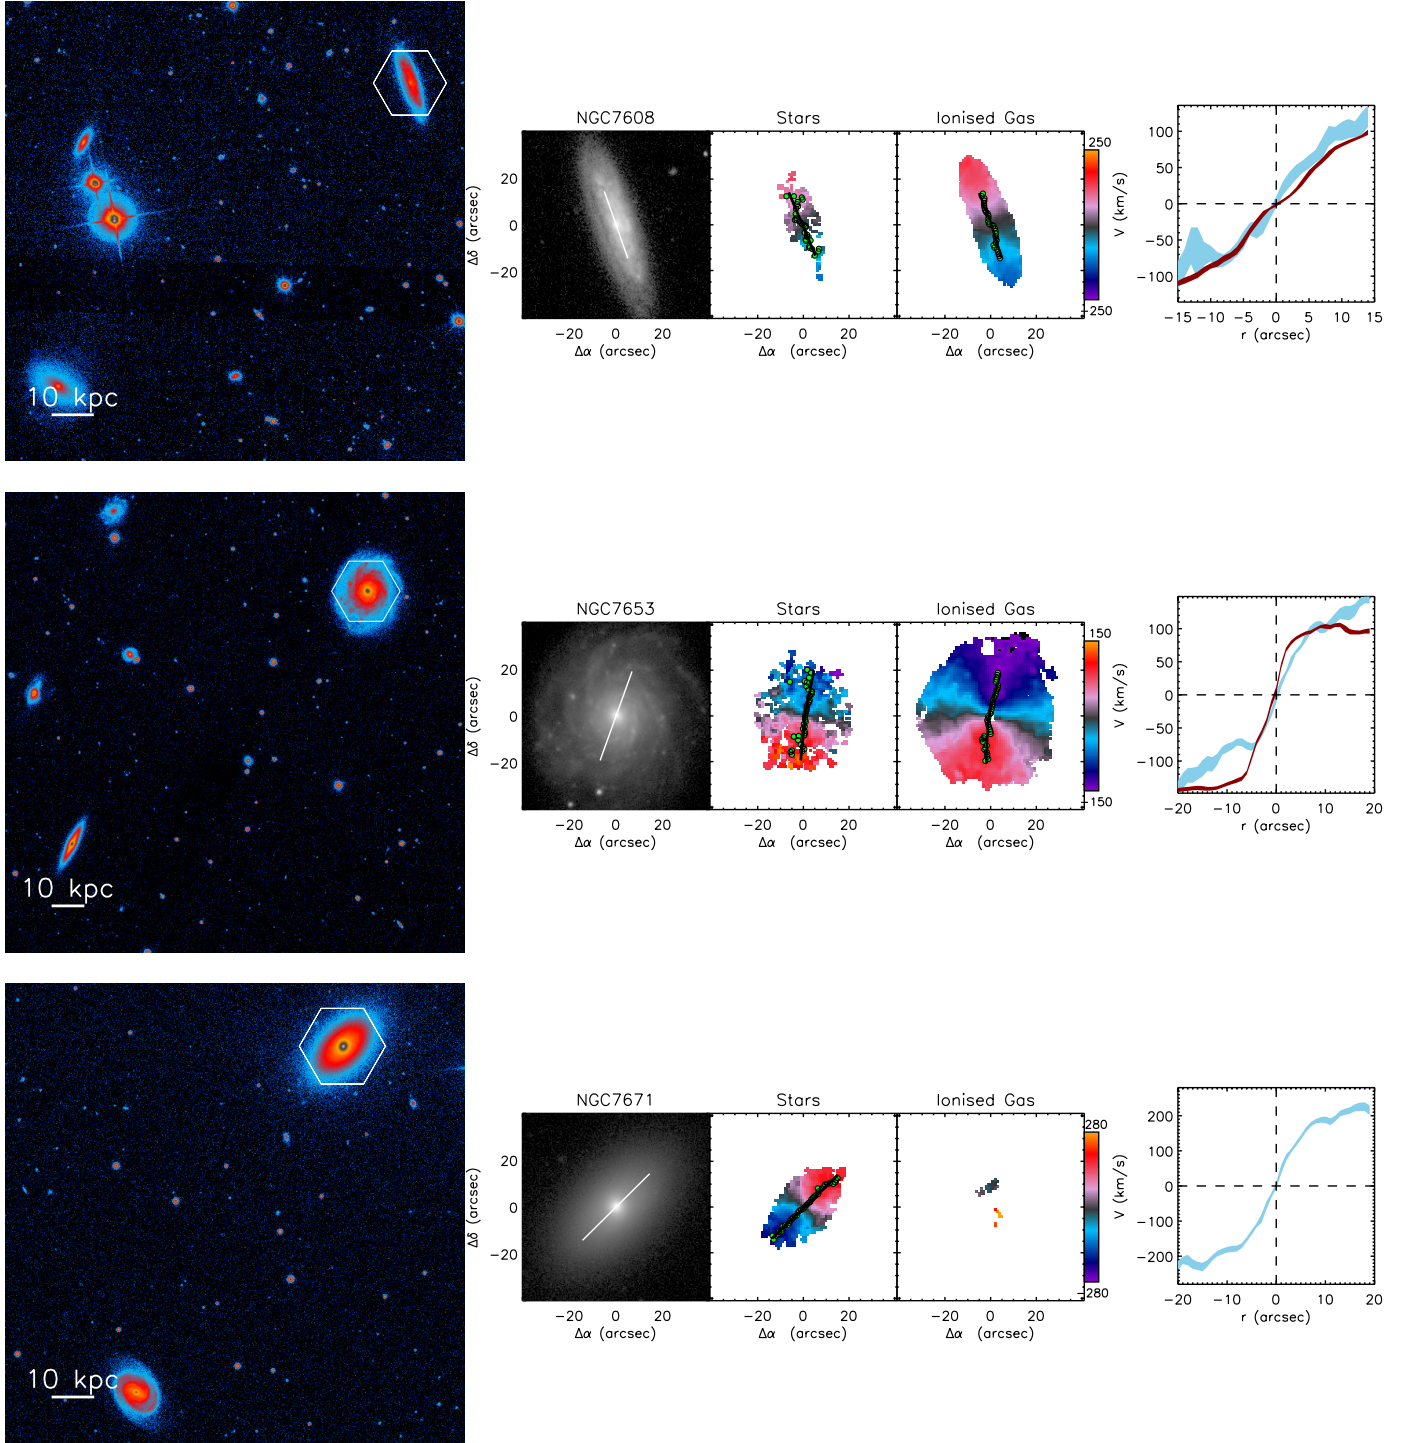 10 kpc
NGC7608
Stars
Ionised Gas
Δδ (arcsec)
20
0
−20
−20 0 20
Δα (arcsec)
−20 0 20
Δα (arcsec)
−20 0 20
Δα (arcsec)
250
250
V (km/s)
100
50
0
−50
−100
−15 −10 −5 0 5 10 15
r (arcsec)
10 kpc
NGC7653
Stars
Ionised Gas
Δδ (arcsec)
20
0
−20
−20 0 20
Δα (arcsec)
−20 0 20
Δα (arcsec)
−20 0 20
Δα (arcsec)
150
150
V (km/s)
100
50
0
−50
−100
−20 −10 0 10 20
r (arcsec)
10 kpc
NGC7671
Stars
Ionised Gas
Δδ (arcsec)
20
0
−20
−20 0 20
Δα (arcsec)
−20 0 20
Δα (arcsec)
−20 0 20
Δα (arcsec)
280
280
V (km/s)
200
100
0
−100
−200
−20 −10 0 10 20
r (arcsec)